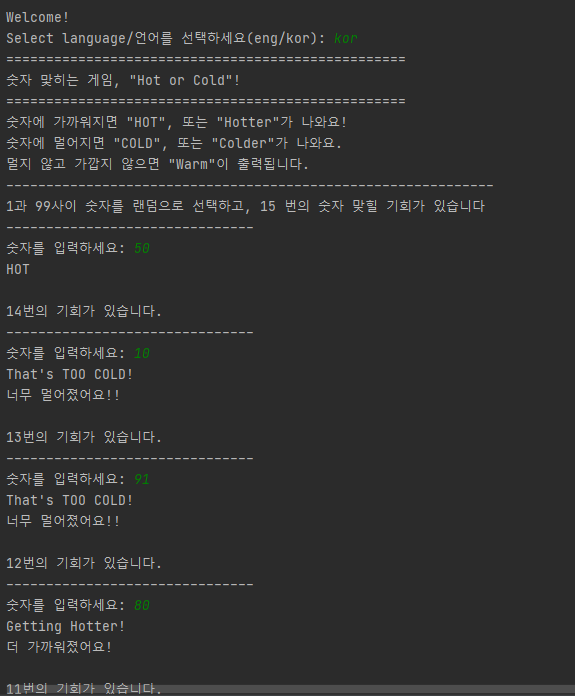 Welcome!
Select language/언어를 선택하세요(eng/kor): kor
==================================================
숫자 맞히는 게임, "Hot or Cold"!
==================================================
숫자에 가까워지면 "HOT", 또는 "Hotter"가 나와요!
숫자에 멀어지면 "COLD", 또는 "Colder"가 나와요.
멀지 않고 가깝지 않으면 "Warm"이 출력됩니다.
-------------------------------------------------------------
1과 99사이 숫자를 랜덤으로 선택하고, 15 번의 숫자 맞힐 기회가 있습니다
-------------------------------
숫자를 입력하세요: 50
HOT
14번의 기회가 있습니다.
-------------------------------
숫자를 입력하세요: 10
That's TOO COLD!
너무 멀어졌어요!!
13번의 기회가 있습니다.
-------------------------------
숫자를 입력하세요: 91
That's TOO COLD!
너무 멀어졌어요!!
12번의 기회가 있습니다.
-------------------------------
숫자를 입력하세요: 80
Getting Hotter!
더 가까워졌어요!
11번의 기회가 있습니다.